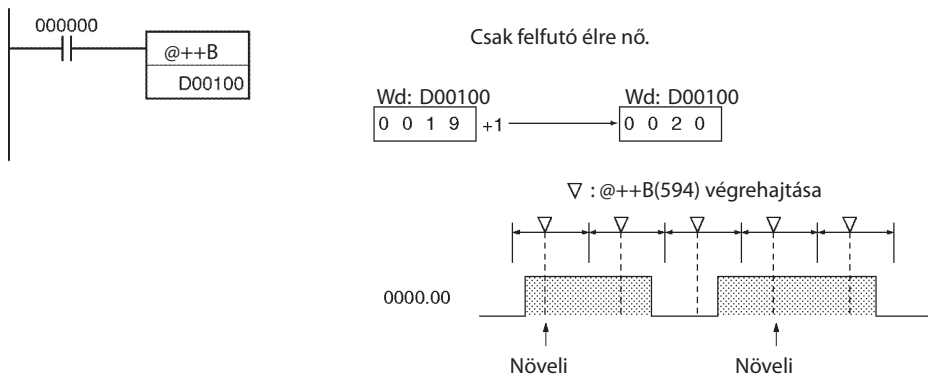 000000
@++B
D00100
Csak felfutó élre nő.
Wd: D00100 Wd: D00100
0 0 1 9 +1 0 0 2 0
▽ : @++B(594) végrehajtása
0000.00
Növeli Növeli